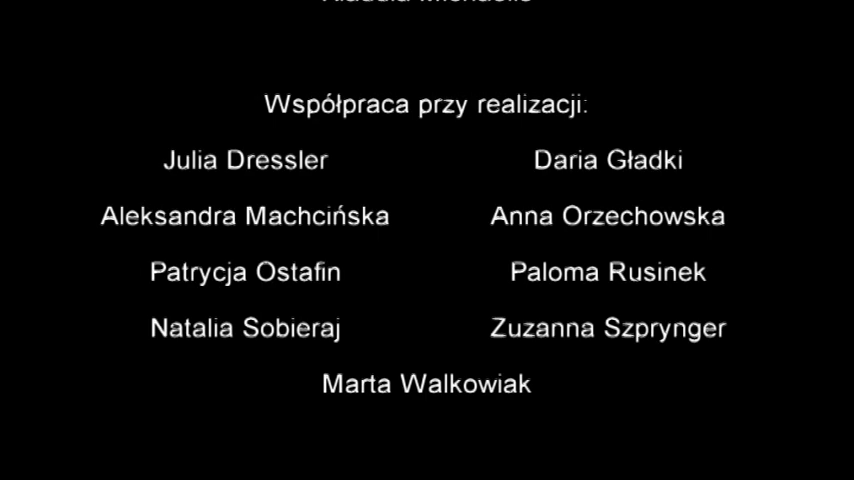 Współpraca przy realizacji:
Julia Dressler Daria Gładki
Aleksandra Machcińska Anna Orzechowska
Patrycja Ostafin Paloma Rusinek
Natalia Sobieraj Zuzanna Szprynger
Marta Walkowiak